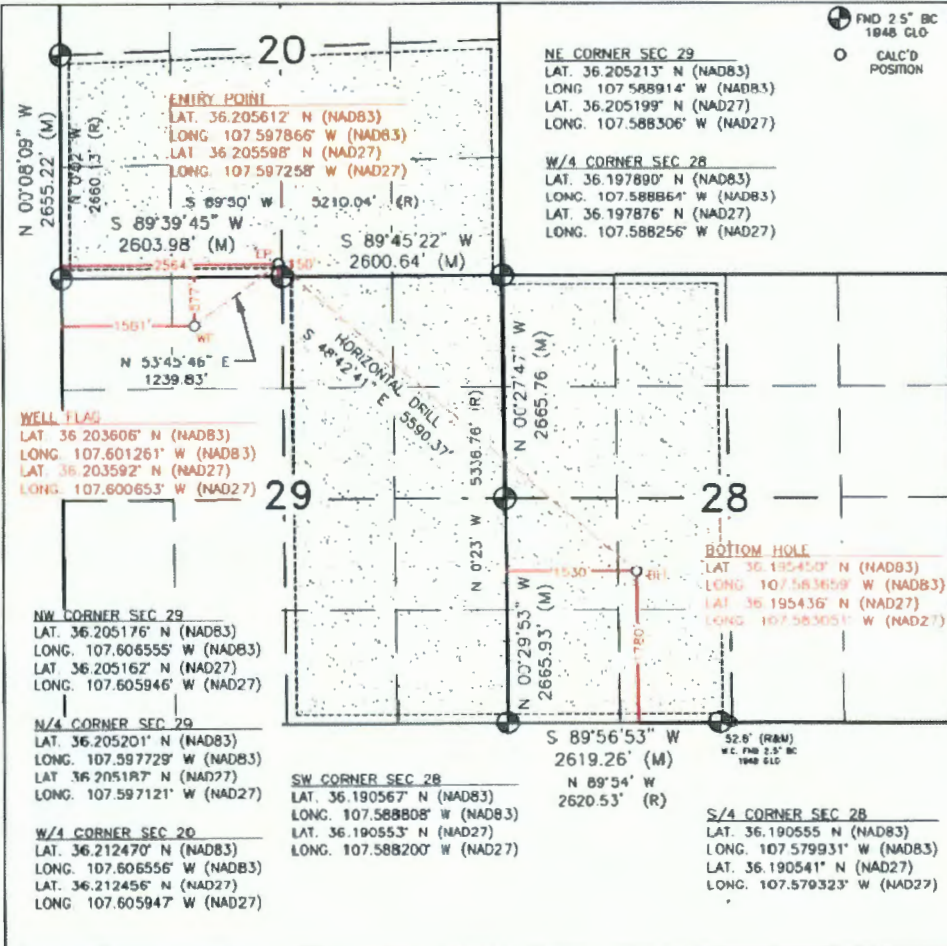 FND 2.5" BC
1948 GLO
CALC'D
POSITION
20
NE CORNER SEC 29
LAT. 36.205213° N (NAD83)
LONG 107.588914° W (NAD83)
LAT. 36.205199° N (NAD27)
LONG. 107.588306° W (NAD27)
W/4 CORNER SEC 28
LAT. 36.197890° N (NAD83)
LONG. 107.588864° W (NAD83)
LAT. 36.197876° N (NAD27)
LONG. 107.588256° W (NAD27)
ENTRY POINT
LAT. 36.205612° N (NAD83)
LONG. 107.597866° W (NAD83)
LAT 36.205598° N (NAD27)
LONG. 107.597258° W (NAD27)
N 00°08'09" W
2655.22' (M)
N 0°02' W
2660.13' (R)
S 89°50' W 5210.04' (R)
S 89°39'45" W
2603.98' (M)
S 89°45'22" W
2600.64' (M)
EP
2564'
150'
577'
1561'
WF
N 53°45'46" E
1239.83'
HORIZONTAL DRILL
S 48°42'41" E 5590.37'
N 00°27'47" W
2665.76' (M)
N 0°23' W 5336.76' (R)
WELL FLAG
LAT. 36.203606° N (NAD83)
LONG. 107.601261° W (NAD83)
LAT. 36.203592° N (NAD27)
LONG. 107.600653° W (NAD27)
29
28
1530'
BHL
1780'
BOTTOM HOLE
LAT 36.195450° N (NAD83)
LONG. 107.583659° W (NAD83)
LAT. 36.195436° N (NAD27)
LONG 107.583051° W (NAD27)
N 00°29'53" W
2665.93' (M)
NW CORNER SEC 29
LAT. 36.205176° N (NAD83)
LONG. 107.606555° W (NAD83)
LAT. 36.205162° N (NAD27)
LONG. 107.605946° W (NAD27)
N/4 CORNER SEC 29
LAT. 36.205201° N (NAD83)
LONG. 107.597729° W (NAD83)
LAT 36.205187° N (NAD27)
LONG. 107.597121° W (NAD27)
W/4 CORNER SEC 20
LAT. 36.212470° N (NAD83)
LONG. 107.606556° W (NAD83)
LAT. 36.212456° N (NAD27)
LONG. 107.605947° W (NAD27)
SW CORNER SEC 28
LAT. 36.190567° N (NAD83)
LONG. 107.588808° W (NAD83)
LAT. 36.190553° N (NAD27)
LONG. 107.588200° W (NAD27)
S 89°56'53" W
2619.26' (M)
N 89°54' W
2620.53' (R)
52.6' (R&M)
W.C. FND 2.5" BC
1948 GLO
S/4 CORNER SEC 28
LAT. 36.190555 N (NAD83)
LONG. 107.579931° W (NAD83)
LAT. 36.190541° N (NAD27)
LONG. 107.579323° W (NAD27)